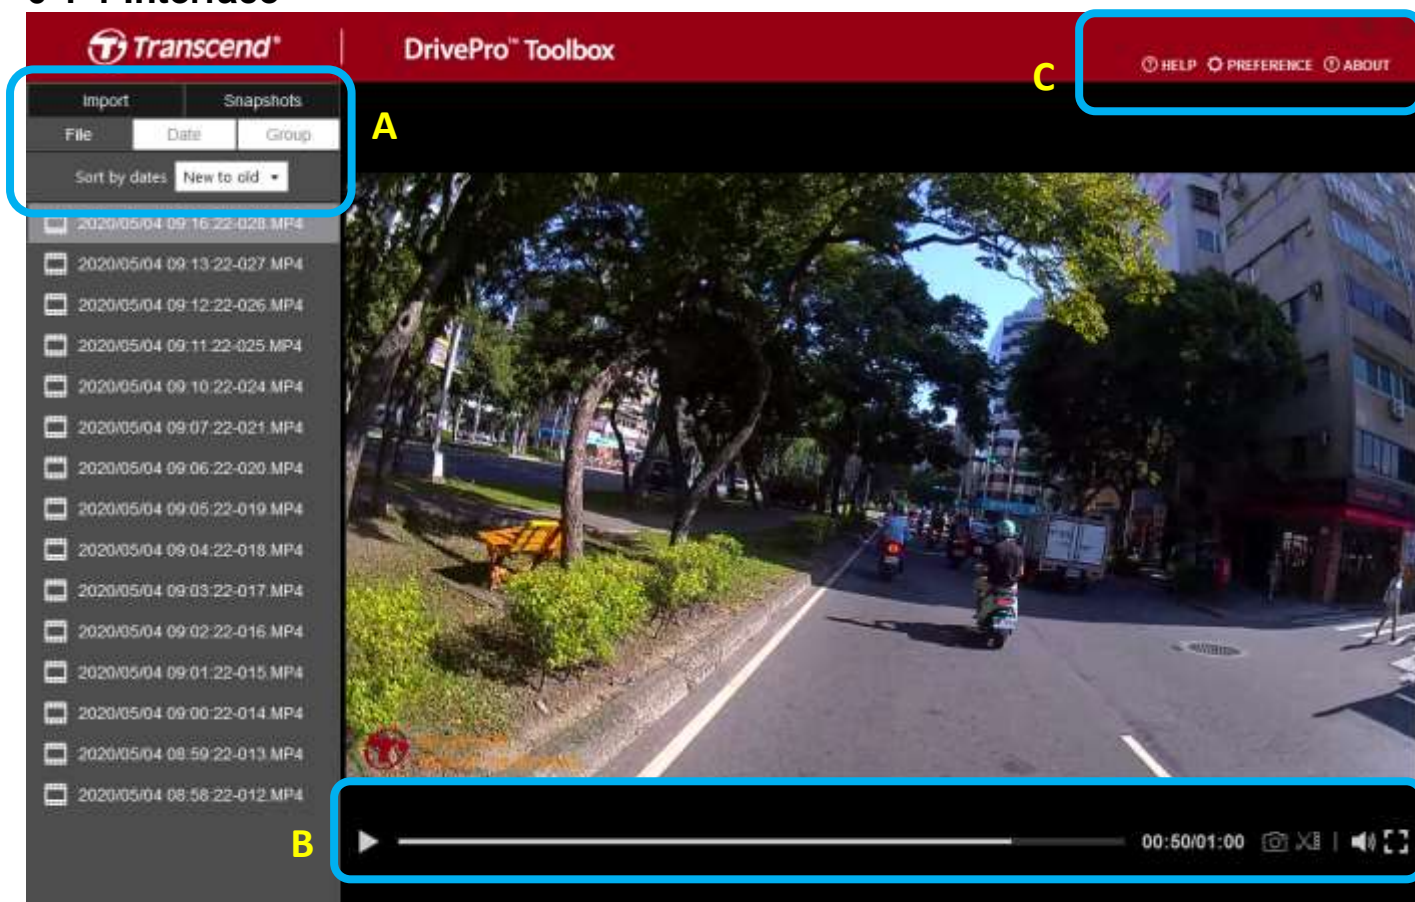 Transcend®
DrivePro™ Toolbox
HELP PREFERENCE ABOUT
C
Import Snapshots
File Date Group
A
Sort by dates New to old
2020/05/04 09:16:22-028.MP4
2020/05/04 09:13:22-027.MP4
2020/05/04 09:12:22-026.MP4
2020/05/04 09:11:22-025.MP4
2020/05/04 09:10:22-024.MP4
2020/05/04 09:07:22-021.MP4
2020/05/04 09:06:22-020.MP4
2020/05/04 09:05:22-019.MP4
2020/05/04 09:04:22-018.MP4
2020/05/04 09:03:22-017.MP4
2020/05/04 09:02:22-016.MP4
2020/05/04 09:01:22-015.MP4
2020/05/04 09:00:22-014.MP4
2020/05/04 08:59:22-013.MP4
2020/05/04 08:58:22-012.MP4
B
00:50/01:00